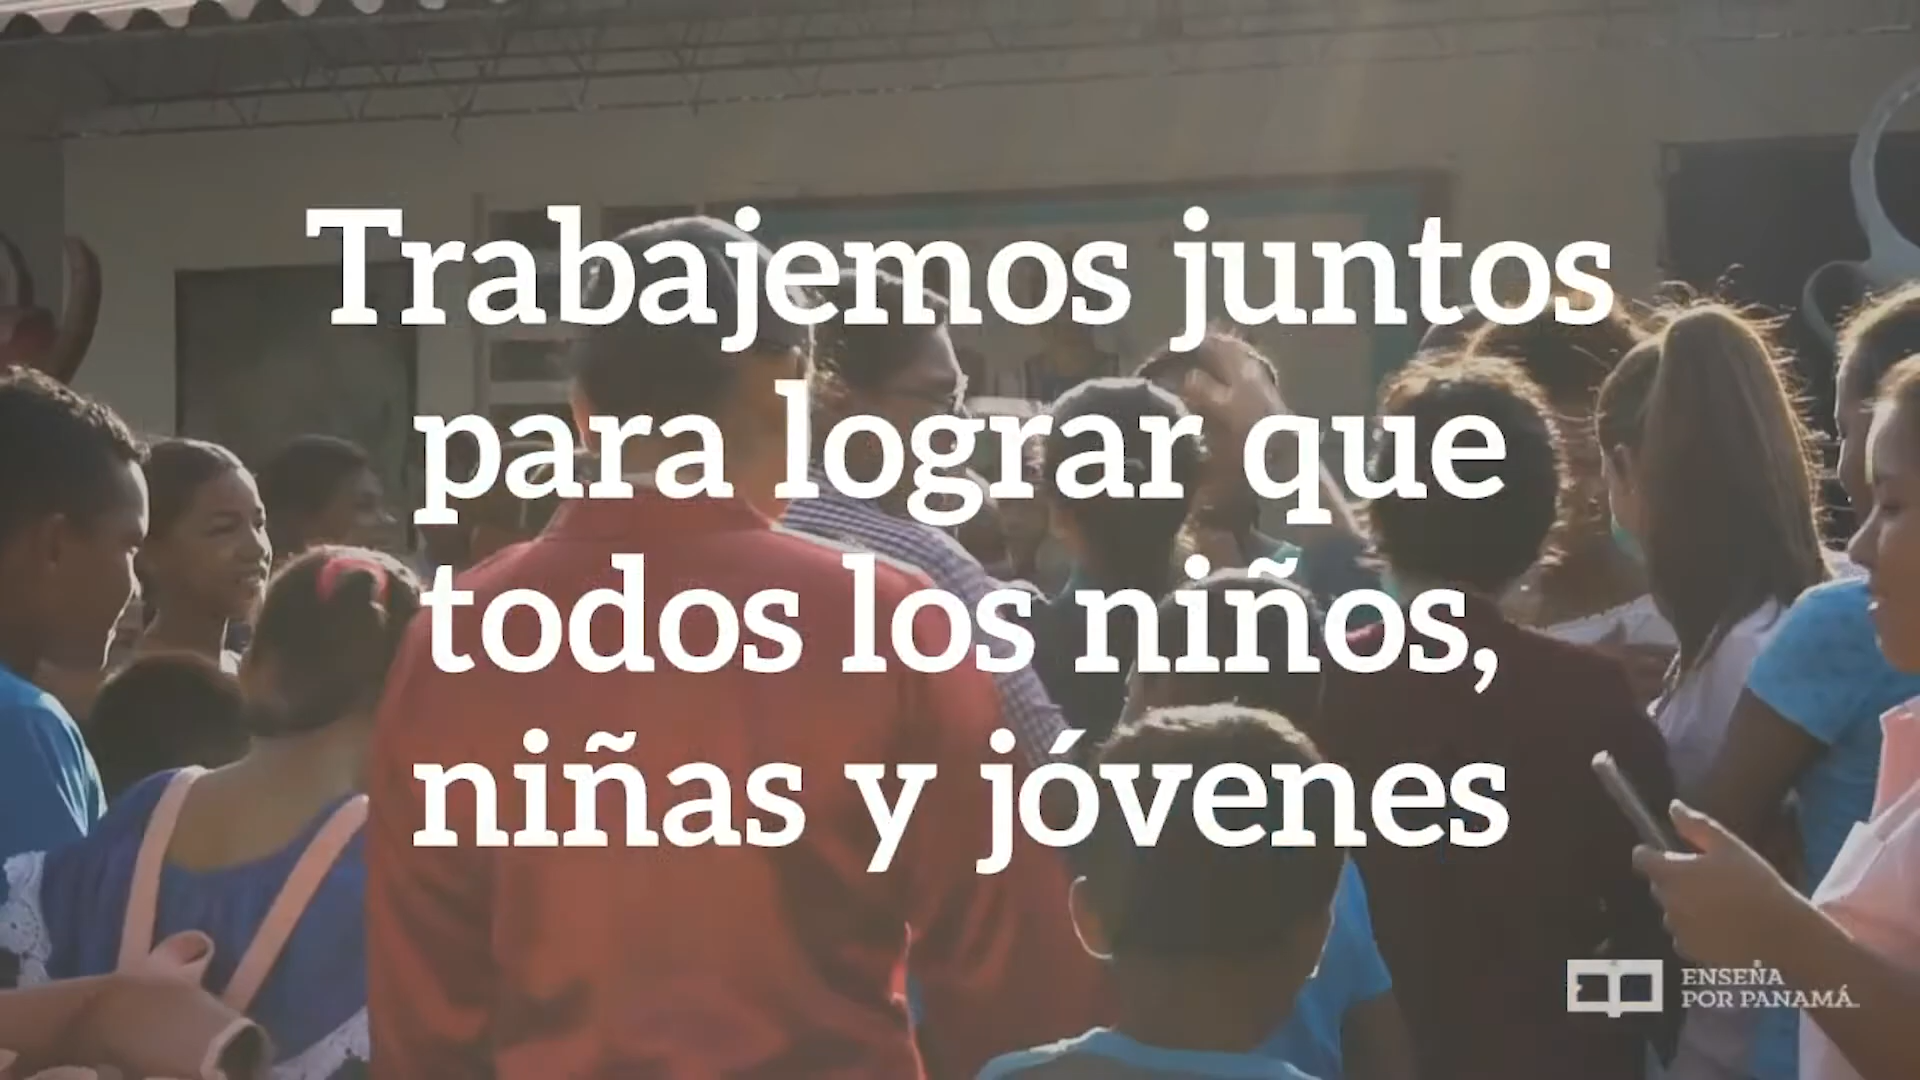 Trabajemos juntos
para lograr que
todos los niños,
niñas y jóvenes
ENSEÑA
POR PANAMÁ